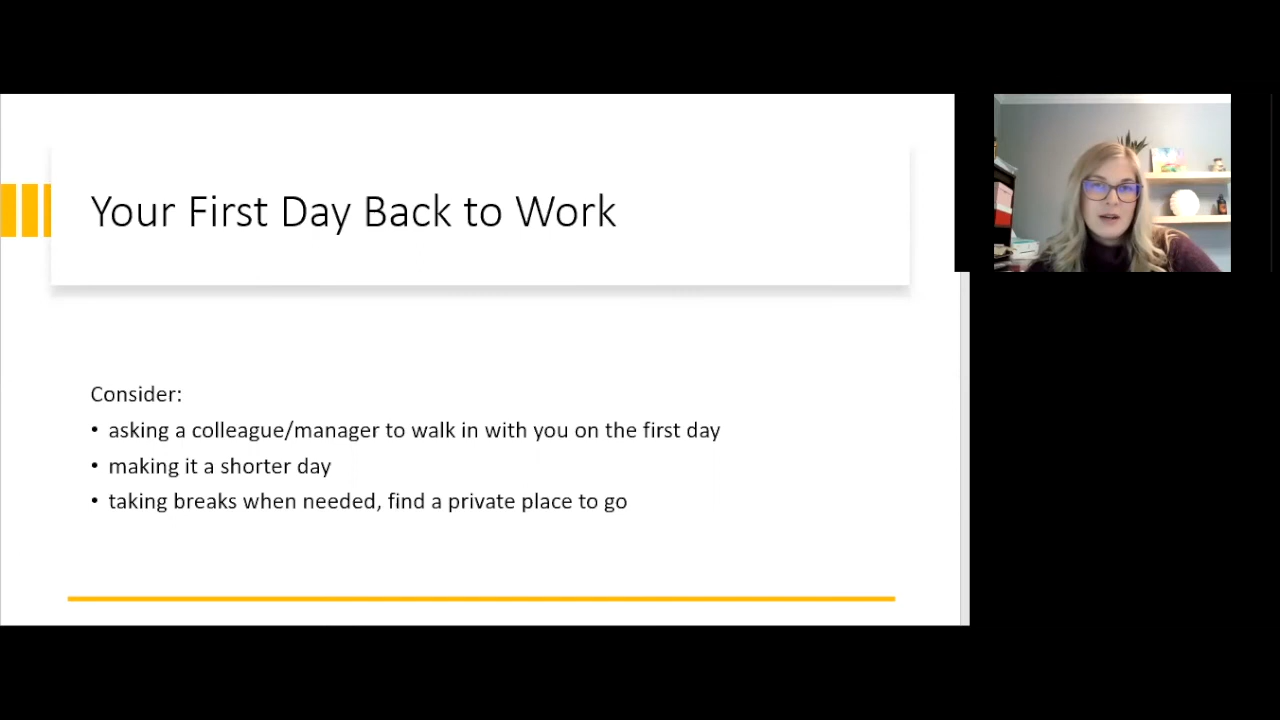 Your First Day Back to Work
Consider:
• asking a colleague/manager to walk in with you on the first day
• making it a shorter day
• taking breaks when needed, find a private place to go